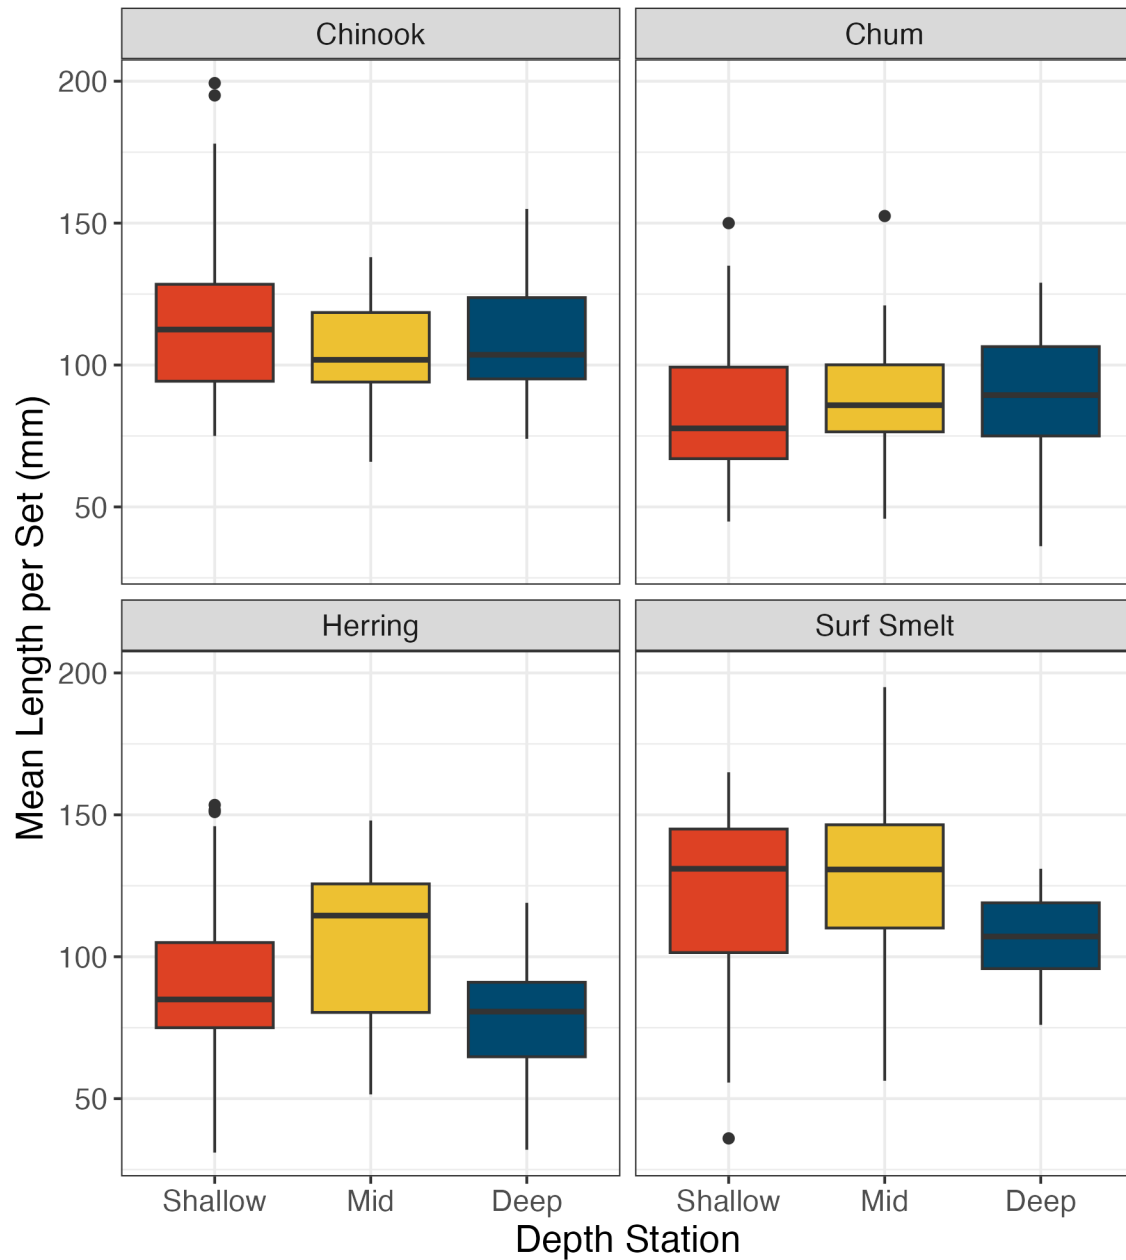 Chinook
Chum
200
150
100
50
Herring
Surf Smelt
200
150
100
50
Shallow Mid Deep
Shallow Mid Deep
Depth Station
Mean Length per Set (mm)